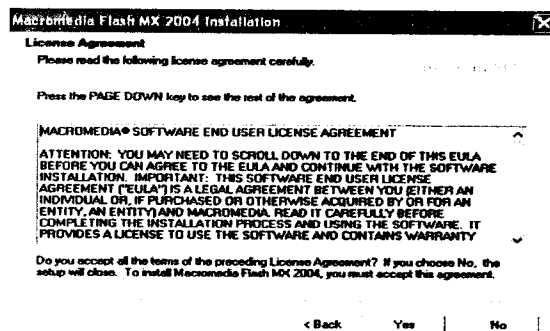 Macromedia Flash MX 2004 Installation
License Agreement
Please read the following license agreement carefully.
Press the PAGE DOWN key to see the rest of the agreement.
MACROMEDIA® SOFTWARE END USER LICENSE AGREEMENT
ATTENTION: YOU MAY NEED TO SCROLL DOWN TO THE END OF THIS EULA
BEFORE YOU CAN AGREE TO THE EULA AND CONTINUE WITH THE SOFTWARE
INSTALLATION. IMPORTANT: THIS SOFTWARE END USER LICENSE
AGREEMENT ("EULA") IS A LEGAL AGREEMENT BETWEEN YOU (EITHER AN
INDIVIDUAL OR, IF PURCHASED OR OTHERWISE ACQUIRED BY OR FOR AN
ENTITY, AN ENTITY) AND MACROMEDIA. READ IT CAREFULLY BEFORE
COMPLETING THE INSTALLATION PROCESS AND USING THE SOFTWARE. IT
PROVIDES A LICENSE TO USE THE SOFTWARE AND CONTAINS WARRANTY
Do you accept all the terms of the preceding License Agreement? If you choose No, the
setup will close. To install Macromedia Flash MX 2004, you must accept this agreement.
< Back Yes No